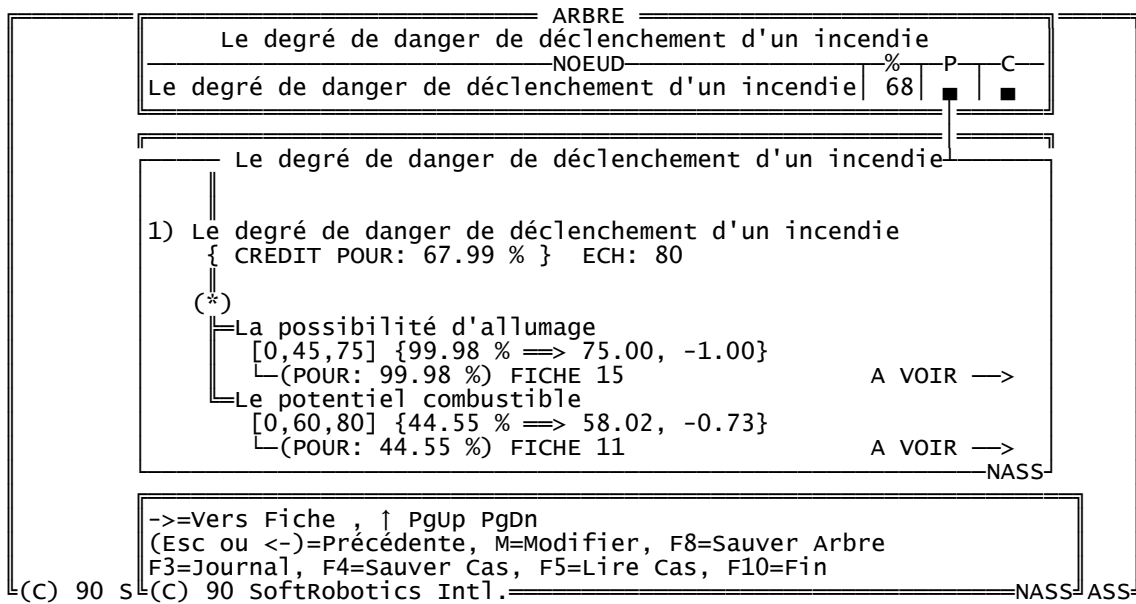 ARBRE
Le degré de danger de déclenchement d'un incendie
NOEUD % P C
Le degré de danger de déclenchement d'un incendie 68
Le degré de danger de déclenchement d'un incendie
1) Le degré de danger de déclenchement d'un incendie
{ CREDIT POUR: 67.99 % } ECH: 80
(*)
La possibilité d'allumage
[0,45,75] {99.98 % ══> 75.00, -1.00}
(POUR: 99.98 %) FICHE 15 A VOIR ──>
Le potentiel combustible
[0,60,80] {44.55 % ══> 58.02, -0.73}
(POUR: 44.55 %) FICHE 11 A VOIR ──>
NASS
->=Vers Fiche , ↑ PgUp PgDn
(Esc ou <-)=Précédente, M=Modifier, F8=Sauver Arbre
F3=Journal, F4=Sauver Cas, F5=Lire Cas, F10=Fin
(C) 90 S (C) 90 SoftRobotics Intl. NASS ASS